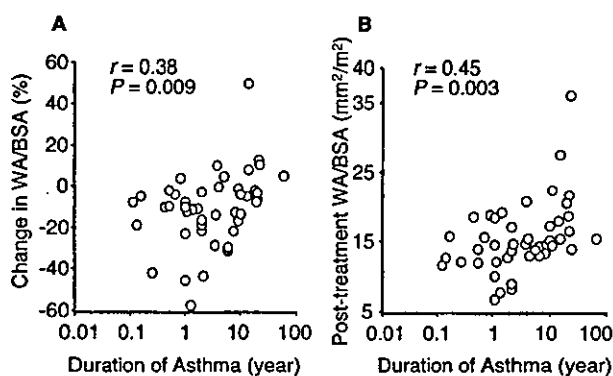 A
r = 0.38
P = 0.009
Change in WA/BSA (%)
60
40
20
0
-20
-40
-60
0.01
0.1
1
10
100
Duration of Asthma (year)
B
r = 0.45
P = 0.003
Post-treatment WA/BSA (mm²/m²)
40
35
25
15
5
0.01
0.1
1
10
100
Duration of Asthma (year)